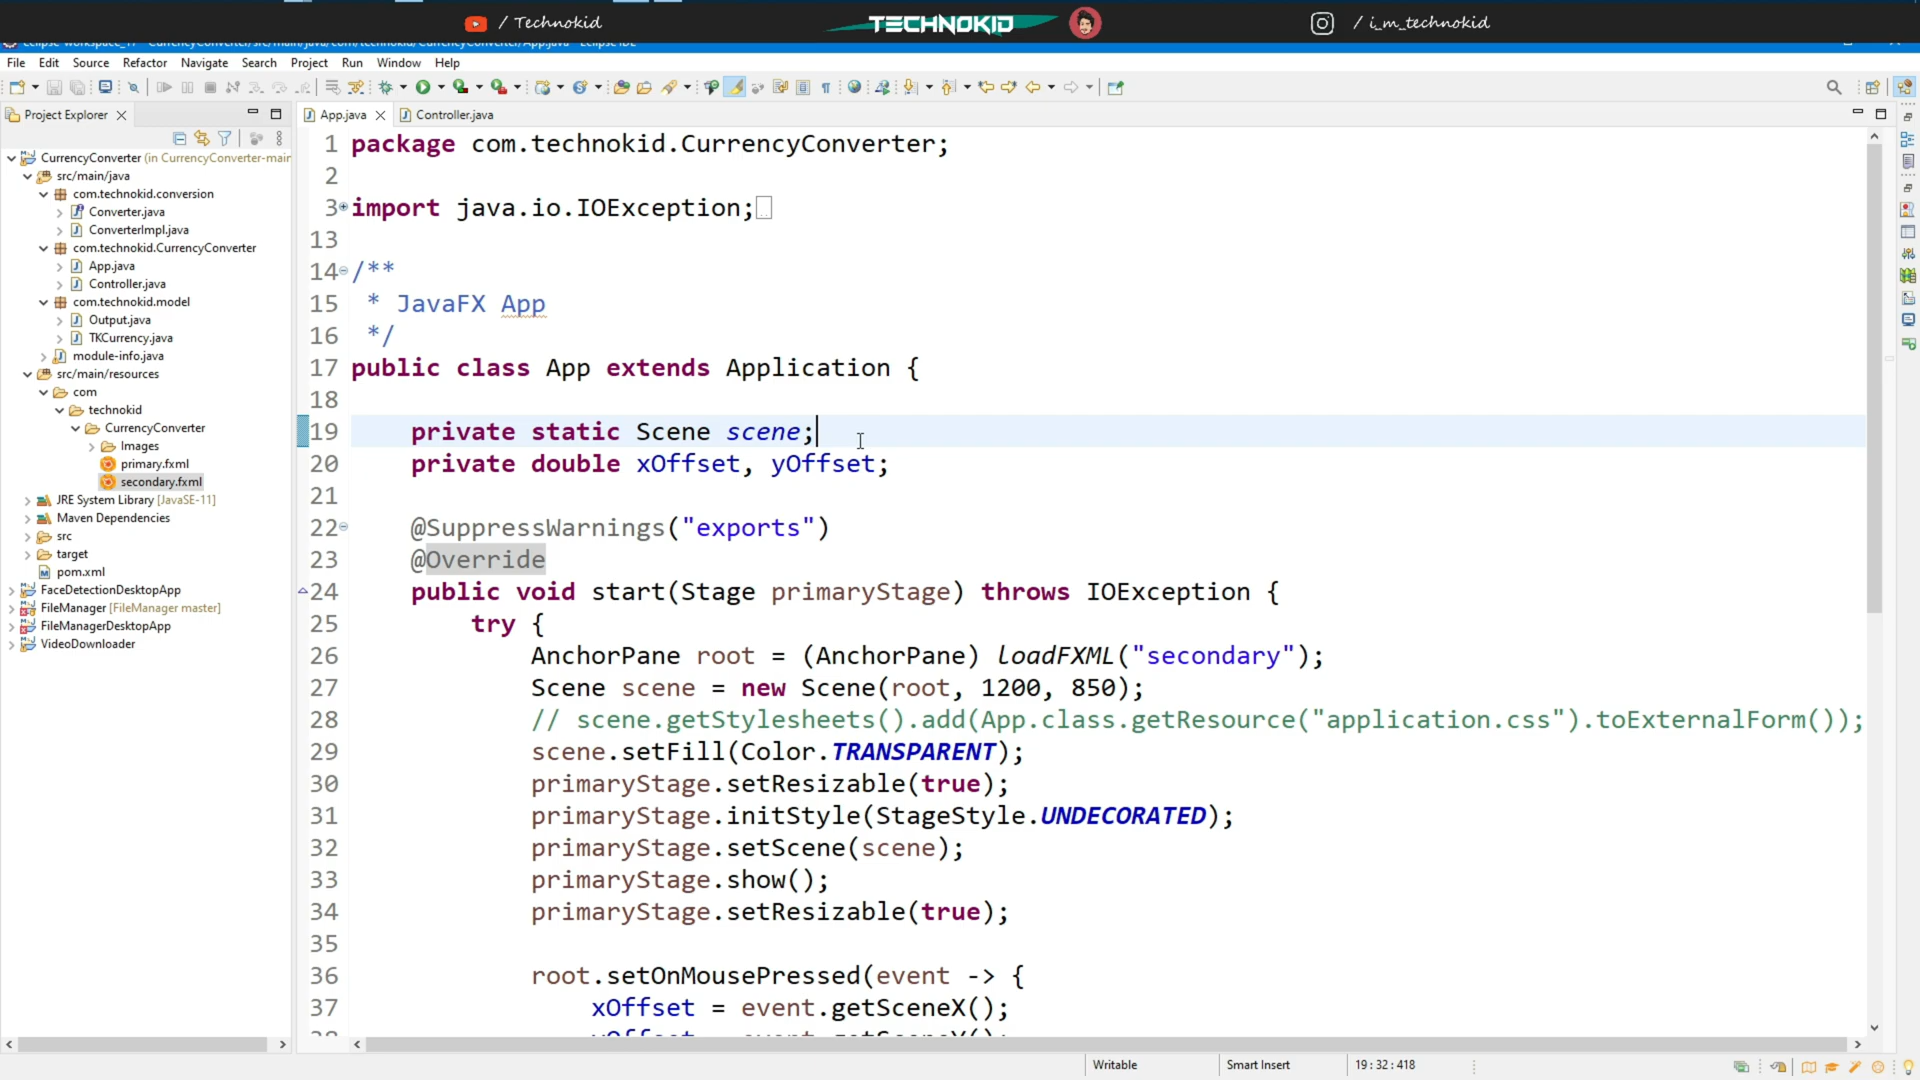 / Technokid
TECHNOKID
/ i_m_technokid
File Edit Source Refactor Navigate Search Project Run Window Help
Project Explorer
App.java
Controller.java
CurrencyConverter (in CurrencyConverter-main
src/main/java
com.technokid.conversion
Converter.java
ConverterImpl.java
com.technokid.CurrencyConverter
App.java
Controller.java
com.technokid.model
Output.java
TKCurrency.java
module-info.java
src/main/resources
com
technokid
CurrencyConverter
Images
primary.fxml
secondary.fxml
JRE System Library [JavaSE-11]
Maven Dependencies
src
target
pom.xml
FaceDetectionDesktopApp
FileManager [FileManager master]
FileManagerDesktopApp
VideoDownloader
1 package com.technokid.CurrencyConverter;
2
3 import java.io.IOException;
13
14 /**
15 * JavaFX App
16 */
17 public class App extends Application {
18
19 private static Scene scene;
20 private double xOffset, yOffset;
21
22 @SuppressWarnings("exports")
23 @Override
24 public void start(Stage primaryStage) throws IOException {
25 try {
26 AnchorPane root = (AnchorPane) loadFXML("secondary");
27 Scene scene = new Scene(root, 1200, 850);
28 // scene.getStylesheets().add(App.class.getResource("application.css").toExternalForm());
29 scene.setFill(Color.TRANSPARENT);
30 primaryStage.setResizable(true);
31 primaryStage.initStyle(StageStyle.UNDECORATED);
32 primaryStage.setScene(scene);
33 primaryStage.show();
34 primaryStage.setResizable(true);
35
36 root.setOnMousePressed(event -> {
37 xOffset = event.getSceneX();
Writable
Smart Insert
19 : 32 : 418